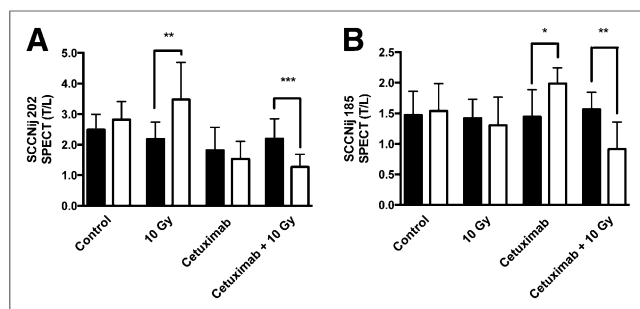 A
SCCNij 202
SPECT (T/L)
5.0
4.0
3.0
2.0
1.0
0.0
**
***
Control
10 Gy
Cetuximab
Cetuximab + 10 Gy
B
SCCNij 185
SPECT (T/L)
2.5
2.0
1.5
1.0
0.5
0.0
*
**
Control
10 Gy
Cetuximab
Cetuximab + 10 Gy